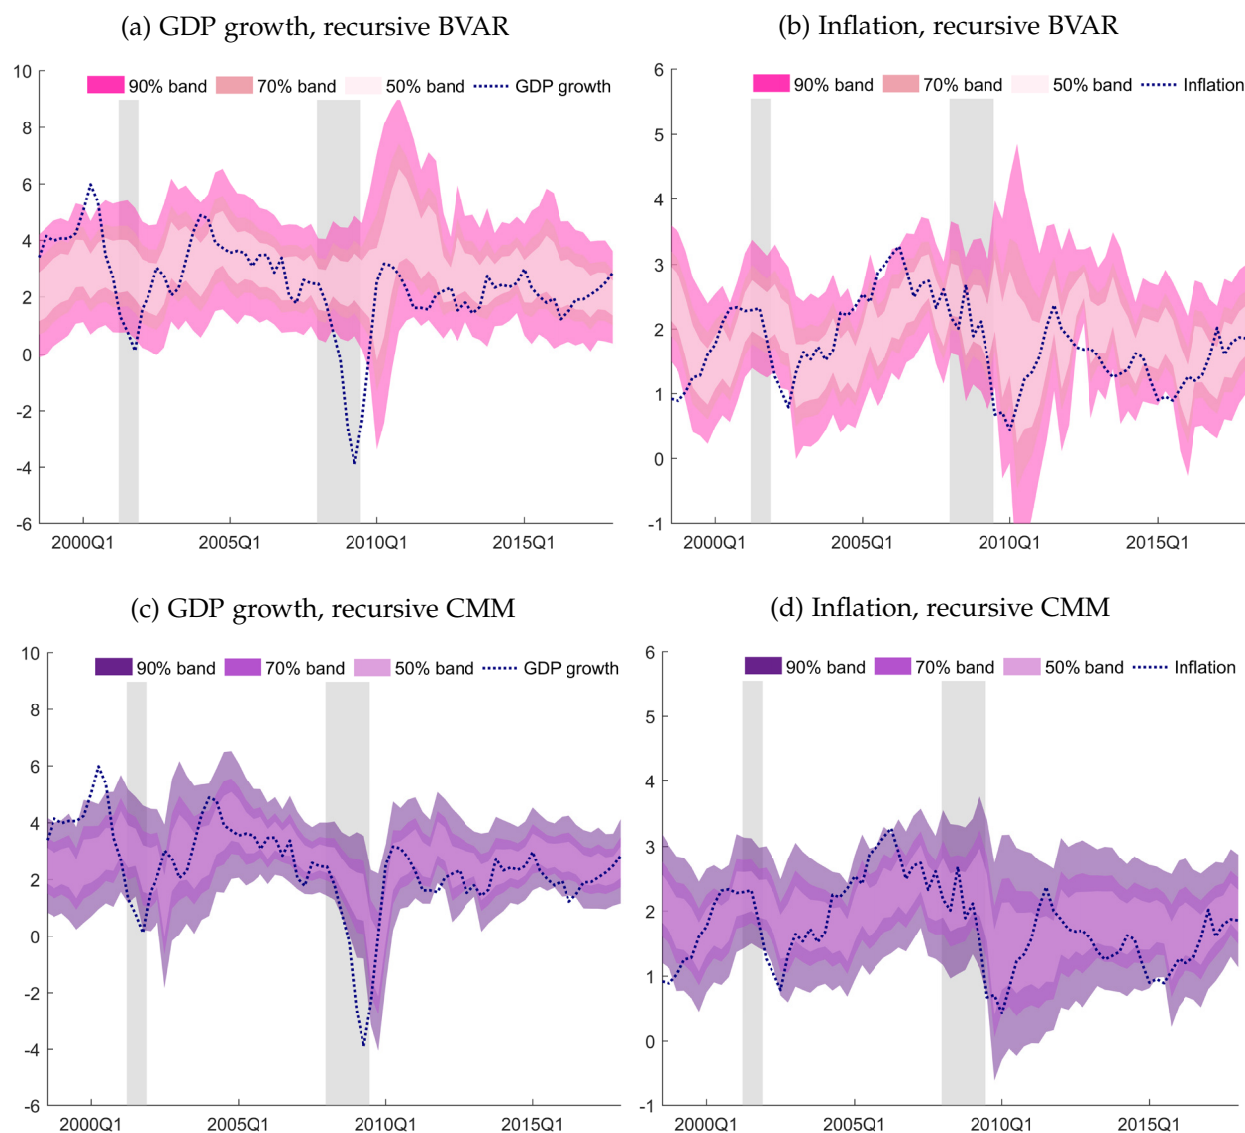 (a) GDP growth, recursive BVAR
90% band 70% band 50% band GDP growth
10
8
6
4
2
0
-2
-4
-6
2000Q1 2005Q1 2010Q1 2015Q1
(b) Inflation, recursive BVAR
90% band 70% band 50% band Inflation
6
5
4
3
2
1
0
-1
2000Q1 2005Q1 2010Q1 2015Q1
(c) GDP growth, recursive CMM
90% band 70% band 50% band GDP growth
10
8
6
4
2
0
-2
-4
-6
2000Q1 2005Q1 2010Q1 2015Q1
(d) Inflation, recursive CMM
90% band 70% band 50% band Inflation
6
5
4
3
2
1
0
-1
2000Q1 2005Q1 2010Q1 2015Q1